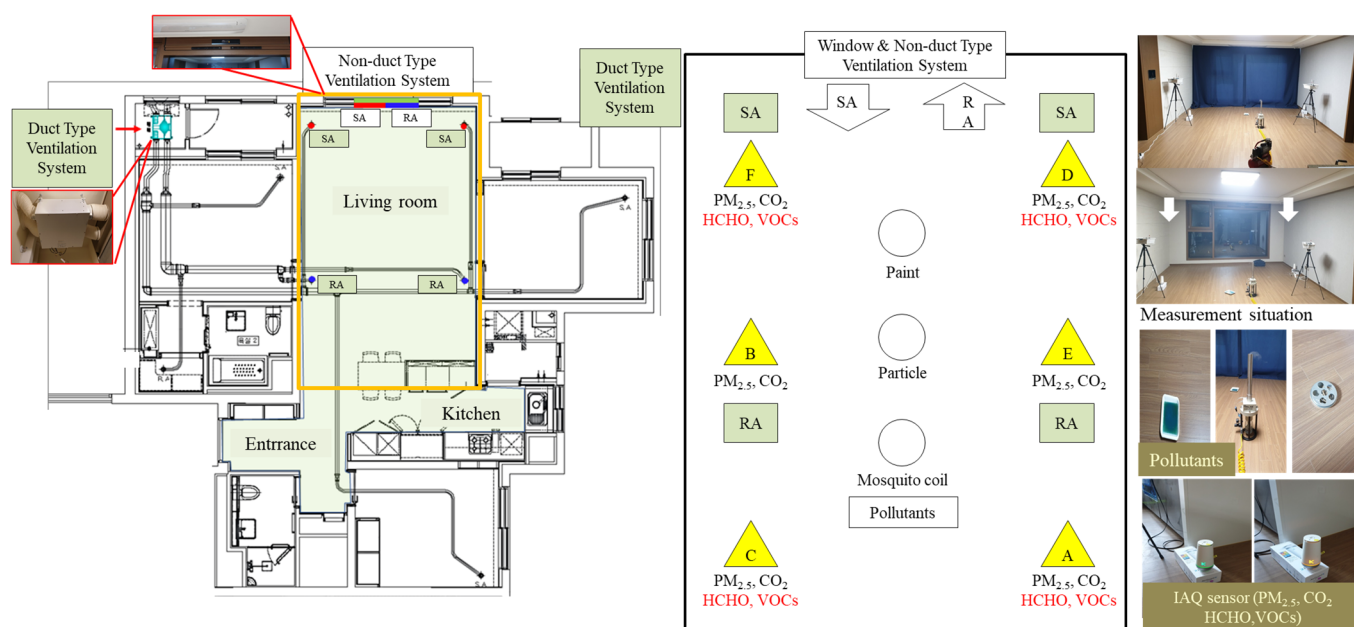 Non-duct Type
Ventilation System
Duct Type
Ventilation
System
Duct Type
Ventilation
System
SA
RA
SA
SA
Living room
RA
RA
Kitchen
Entrrance
S.A
S.A
S.A
S.A
Window & Non-duct Type
Ventilation System
SA
R
A
SA
SA
F
PM2.5, CO2
HCHO, VOCs
D
PM2.5, CO2
HCHO, VOCs
Paint
B
PM2.5, CO2
E
PM2.5, CO2
Particle
RA
RA
Mosquito coil
Pollutants
C
PM2.5, CO2
HCHO, VOCs
A
PM2.5, CO2
HCHO, VOCs
Measurement situation
Pollutants
IAQ sensor (PM2.5, CO2
HCHO,VOCs)